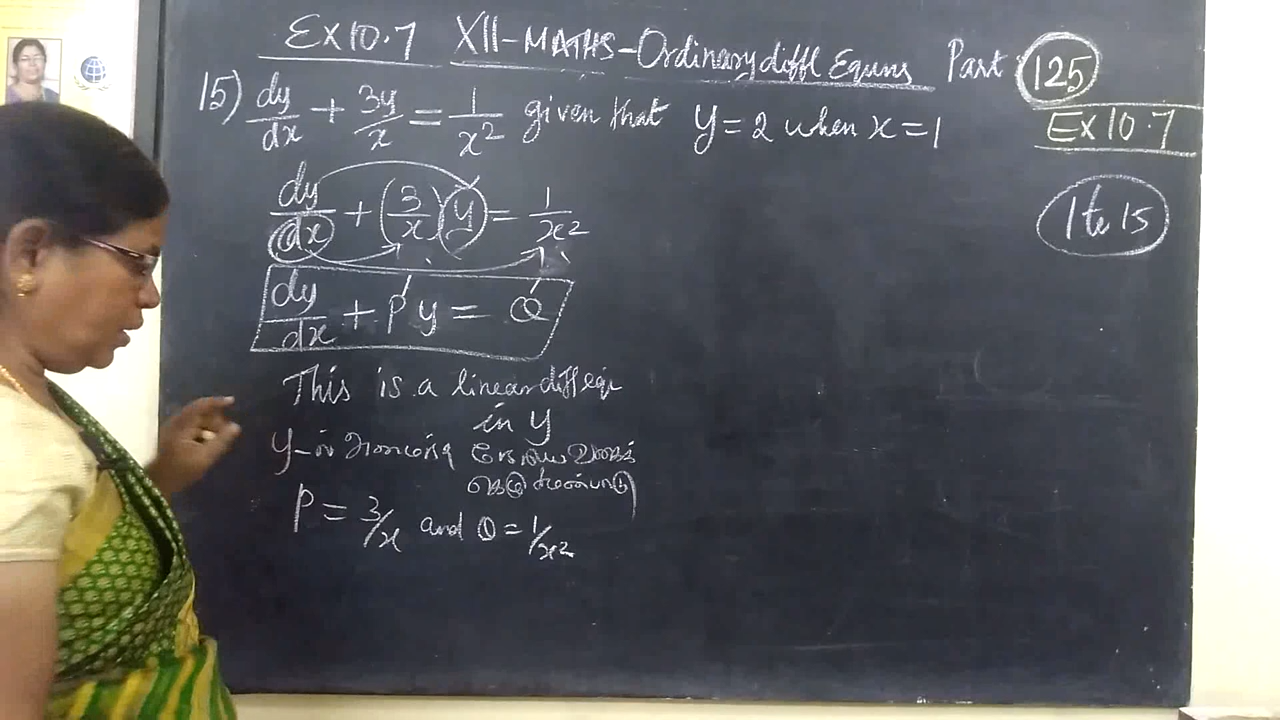 Ex 10.7 XII-MATHS-Ordinary diffl Equns Part: 125
Ex 10.7
1 to 15
15) dy/dx + 3y/x = 1/x² given that y = 2 when x = 1
dy/dx + (3/x)(y) = 1/x²
dy/dx + Py = Q
This is a linear diff equ
in y
y-ல்
P = 3/x and Q = 1/x²